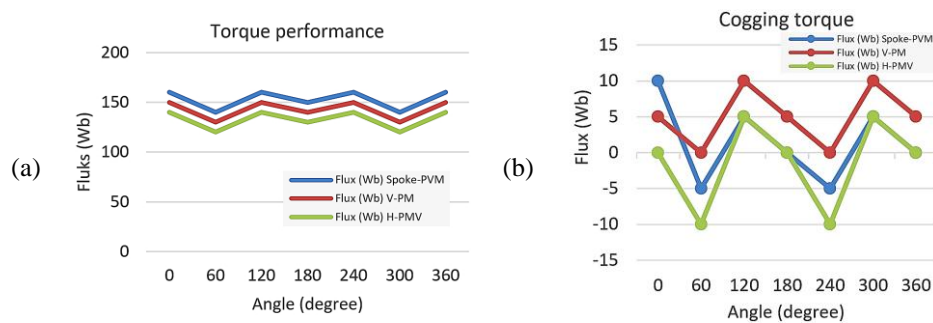 (a)
Torque performance
Fluks (Wb)
200
150
100
50
0
Flux (Wb) Spoke-PVM
Flux (Wb) V-PM
Flux (Wb) H-PMV
0 60 120 180 240 300 360
Angle (degree)
(b)
Cogging torque
Flux (Wb)
15
10
5
0
-5
-10
-15
Flux (Wb) Spoke-PVM
Flux (Wb) V-PM
Flux (Wb) H-PMV
0 60 120 180 240 300 360
Angle (degree)